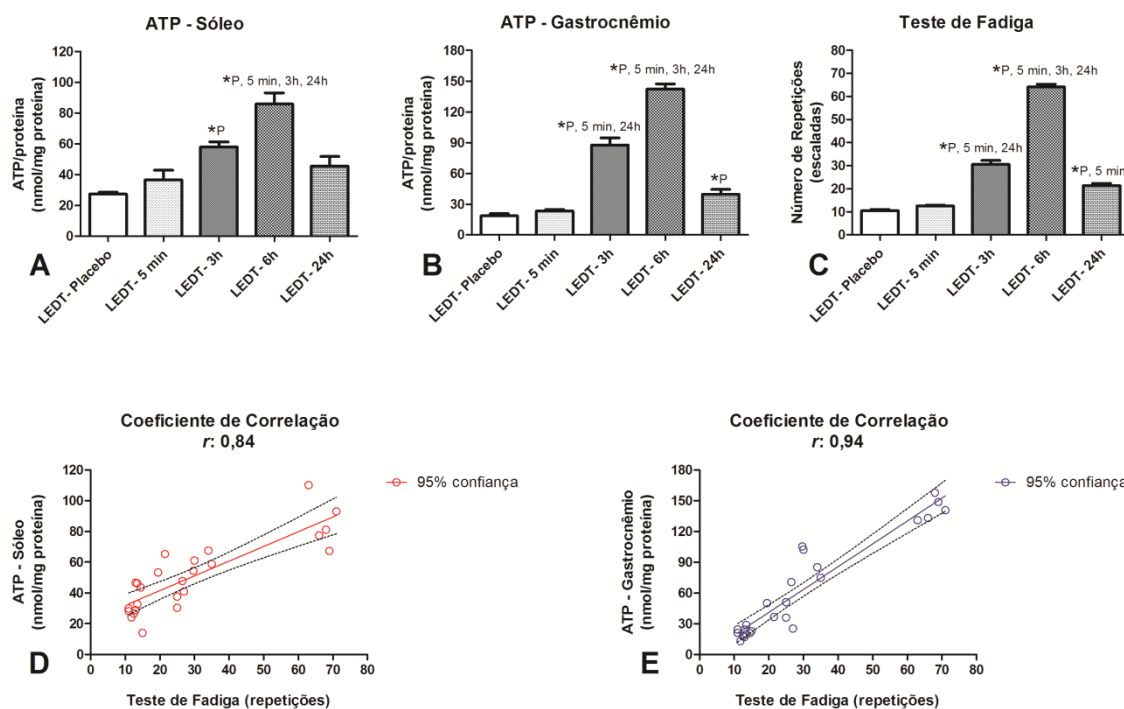 ATP - Sóleo
ATP/proteína
(nmol/mg proteína)
120
100
80
60
40
20
0
*P
*P, 5 min, 3h, 24h
LEDT- Placebo
LEDT- 5 min
LEDT- 3h
LEDT- 6h
LEDT- 24h
A
ATP - Gastrocnêmio
ATP/proteína
(nmol/mg proteína)
180
150
120
90
60
30
0
*P, 5 min, 24h
*P, 5 min, 3h, 24h
*P
LEDT- Placebo
LEDT- 5 min
LEDT- 3h
LEDT- 6h
LEDT- 24h
B
Teste de Fadiga
Número de Repetições
(escaladas)
80
70
60
50
40
30
20
10
0
*P, 5 min, 24h
*P, 5 min, 3h, 24h
*P, 5 min
LEDT- Placebo
LEDT- 5 min
LEDT- 3h
LEDT- 6h
LEDT- 24h
C
Coeficiente de Correlação
r: 0,84
95% confiança
ATP - Sóleo
(nmol/mg proteína)
120
100
80
60
40
20
0
0 10 20 30 40 50 60 70 80
Teste de Fadiga (repetições)
D
Coeficiente de Correlação
r: 0,94
95% confiança
ATP - Gastrocnêmio
(nmol/mg proteína)
180
150
120
90
60
30
0
0 10 20 30 40 50 60 70 80
Teste de Fadiga (repetições)
E